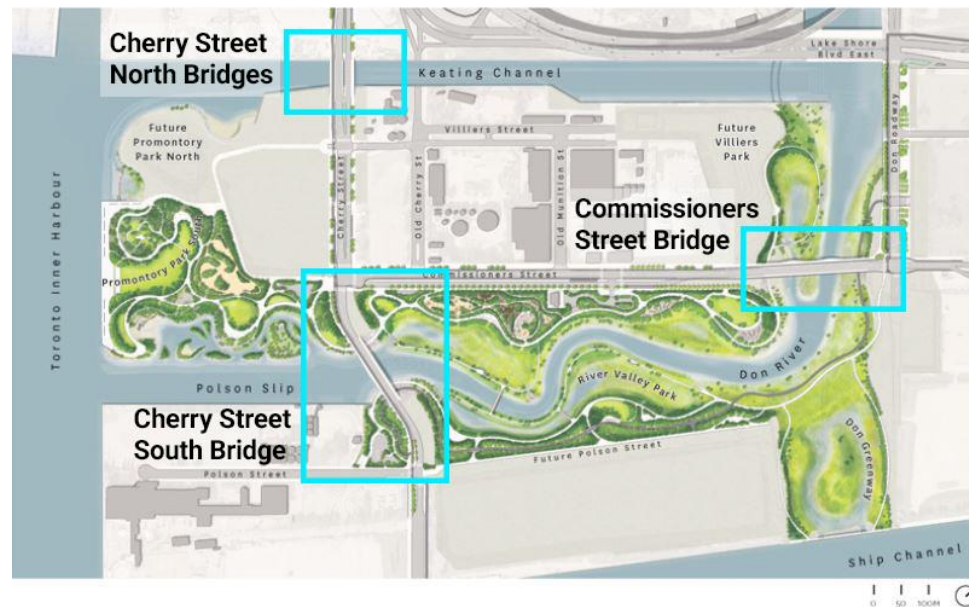 Cherry Street
North Bridges
Lake Shore
Blvd East
Keating Channel
Future
Promontory
Park North
Villiers Street
Future
Villiers
Park
Don Roadway
Toronto Inner Harbour
Cherry Street
Old Cherry St
Old Munition St
Commissioners
Street Bridge
Promontory Park South
Commissioners Street
Don River
Polson Slip
River Valley Park
Cherry Street
South Bridge
Don Greenway
Future Polson Street
Polson Street
Ship Channel
0 50 100M